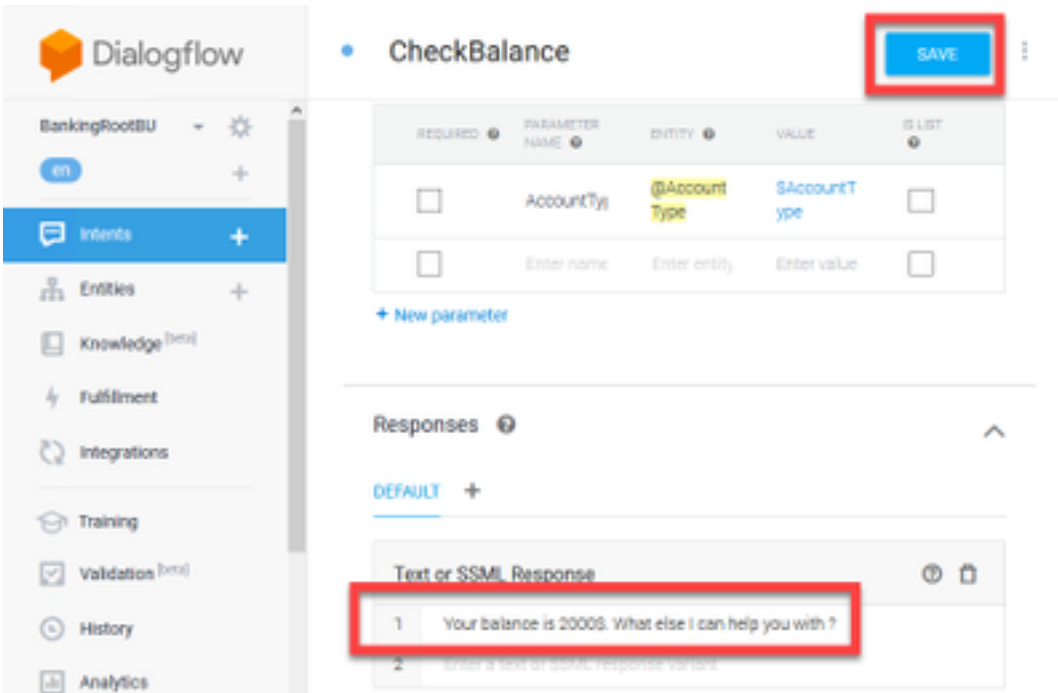 Dialogflow
CheckBalance
SAVE
BankingRootBU
en
Intents
Entities
Knowledge [beta]
Fulfillment
Integrations
Training
Validation [beta]
History
Analytics
REQUIRED
PARAMETER
NAME
ENTITY
VALUE
IS LIST
AccountTy
@Account
Type
$AccountT
ype
Enter name
Enter entity
Enter value
+ New parameter
Responses
DEFAULT +
Text or SSML Response
1 Your balance is 2000$. What else I can help you with ?
2 Enter a text or SSML response variant